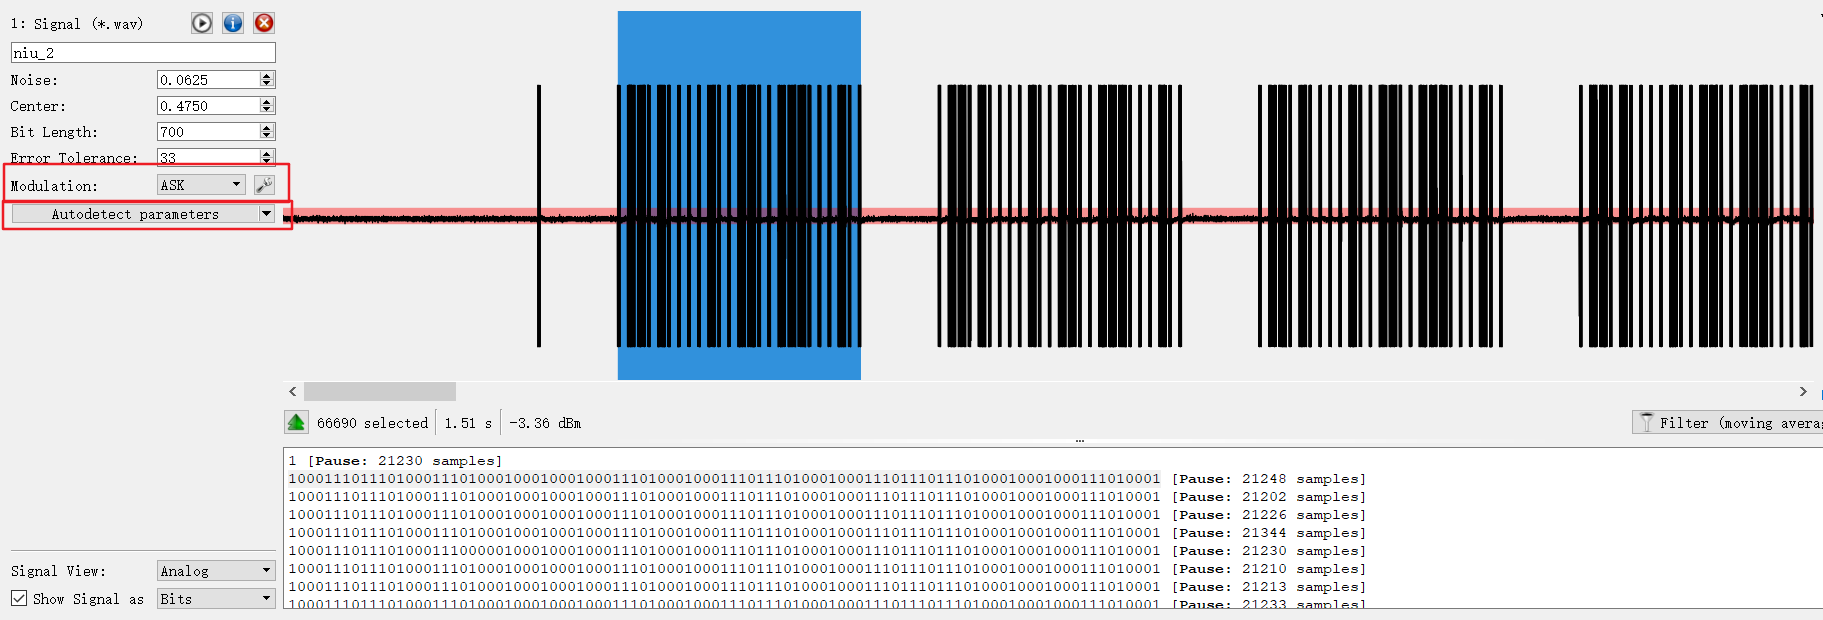 1: Signal (*.wav)
niu_2
Noise: 0.0625
Center: 0.4750
Bit Length: 700
Error Tolerance: 33
Modulation: ASK
Autodetect parameters
66690 selected 1.51 s -3.36 dBm
Filter (moving avera
1 [Pause: 21230 samples]
1000111011101000111010001000100010001110100010001110111010001000111011101110100010001000111010001 [Pause: 21248 samples]
1000111011101000111010001000100010001110100010001110111010001000111011101110100010001000111010001 [Pause: 21202 samples]
1000111011101000111010001000100010001110100010001110111010001000111011101110100010001000111010001 [Pause: 21226 samples]
1000111011101000111010001000100010001110100010001110111010001000111011101110100010001000111010001 [Pause: 21344 samples]
1000111011101000111000001000100010001110100010001110111010001000111011101110100010001000111010001 [Pause: 21230 samples]
1000111011101000111010001000100010001110100010001110111010001000111011101110100010001000111010001 [Pause: 21210 samples]
1000111011101000111010001000100010001110100010001110111010001000111011101110100010001000111010001 [Pause: 21213 samples]
1000111011101000111010001000100010001110100010001110111010001000111011101110100010001000111010001 [Pause: 21233 samples]
Signal View: Analog
Show Signal as Bits